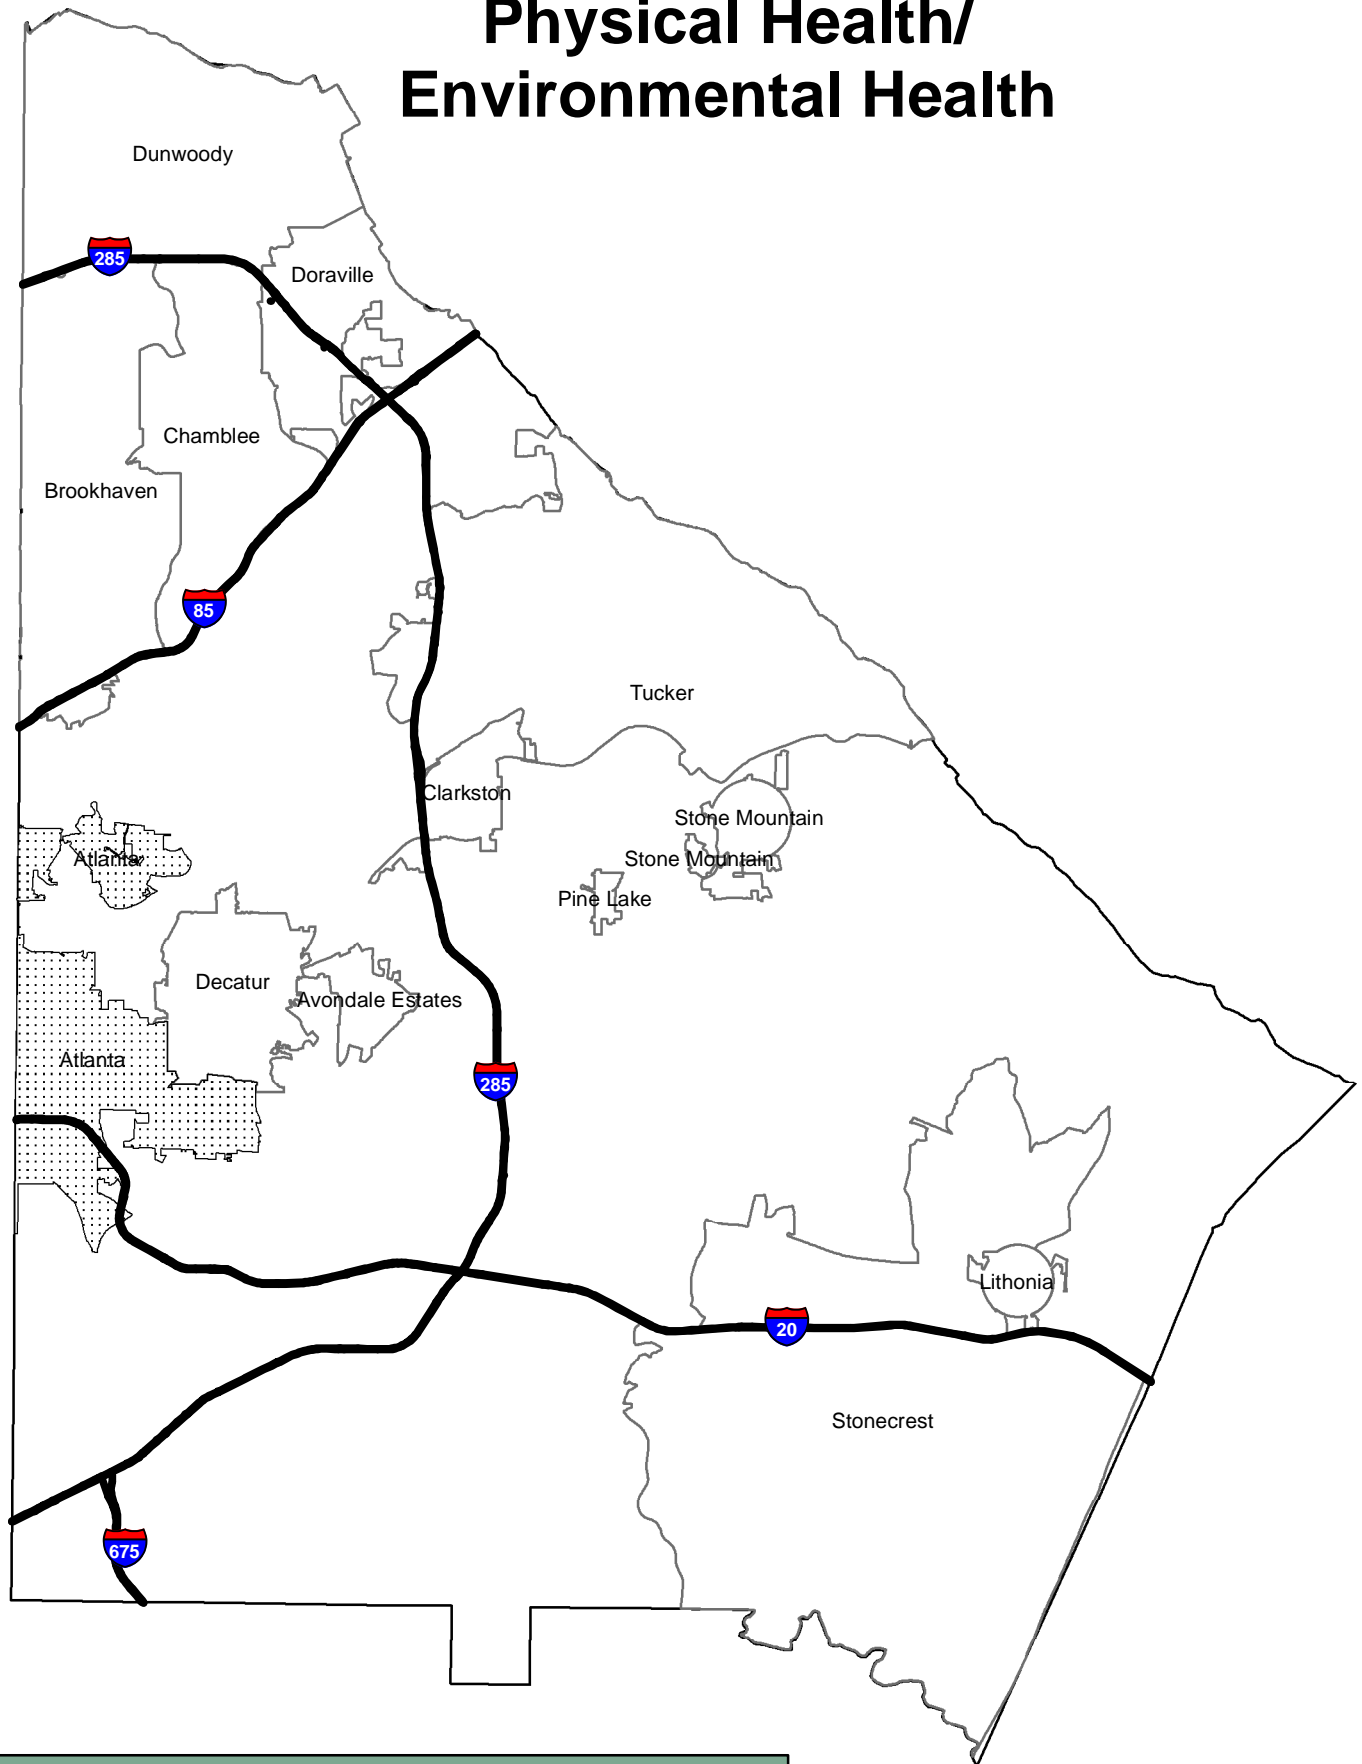 Physical Health/
Environmental Health
Dunwoody
285
Doraville
Chamblee
Brookhaven
85
Tucker
Clarkston
Stone Mountain
Atlanta
Stone Mountain
Pine Lake
Decatur
Avondale Estates
Atlanta
285
Lithonia
20
Stonecrest
675